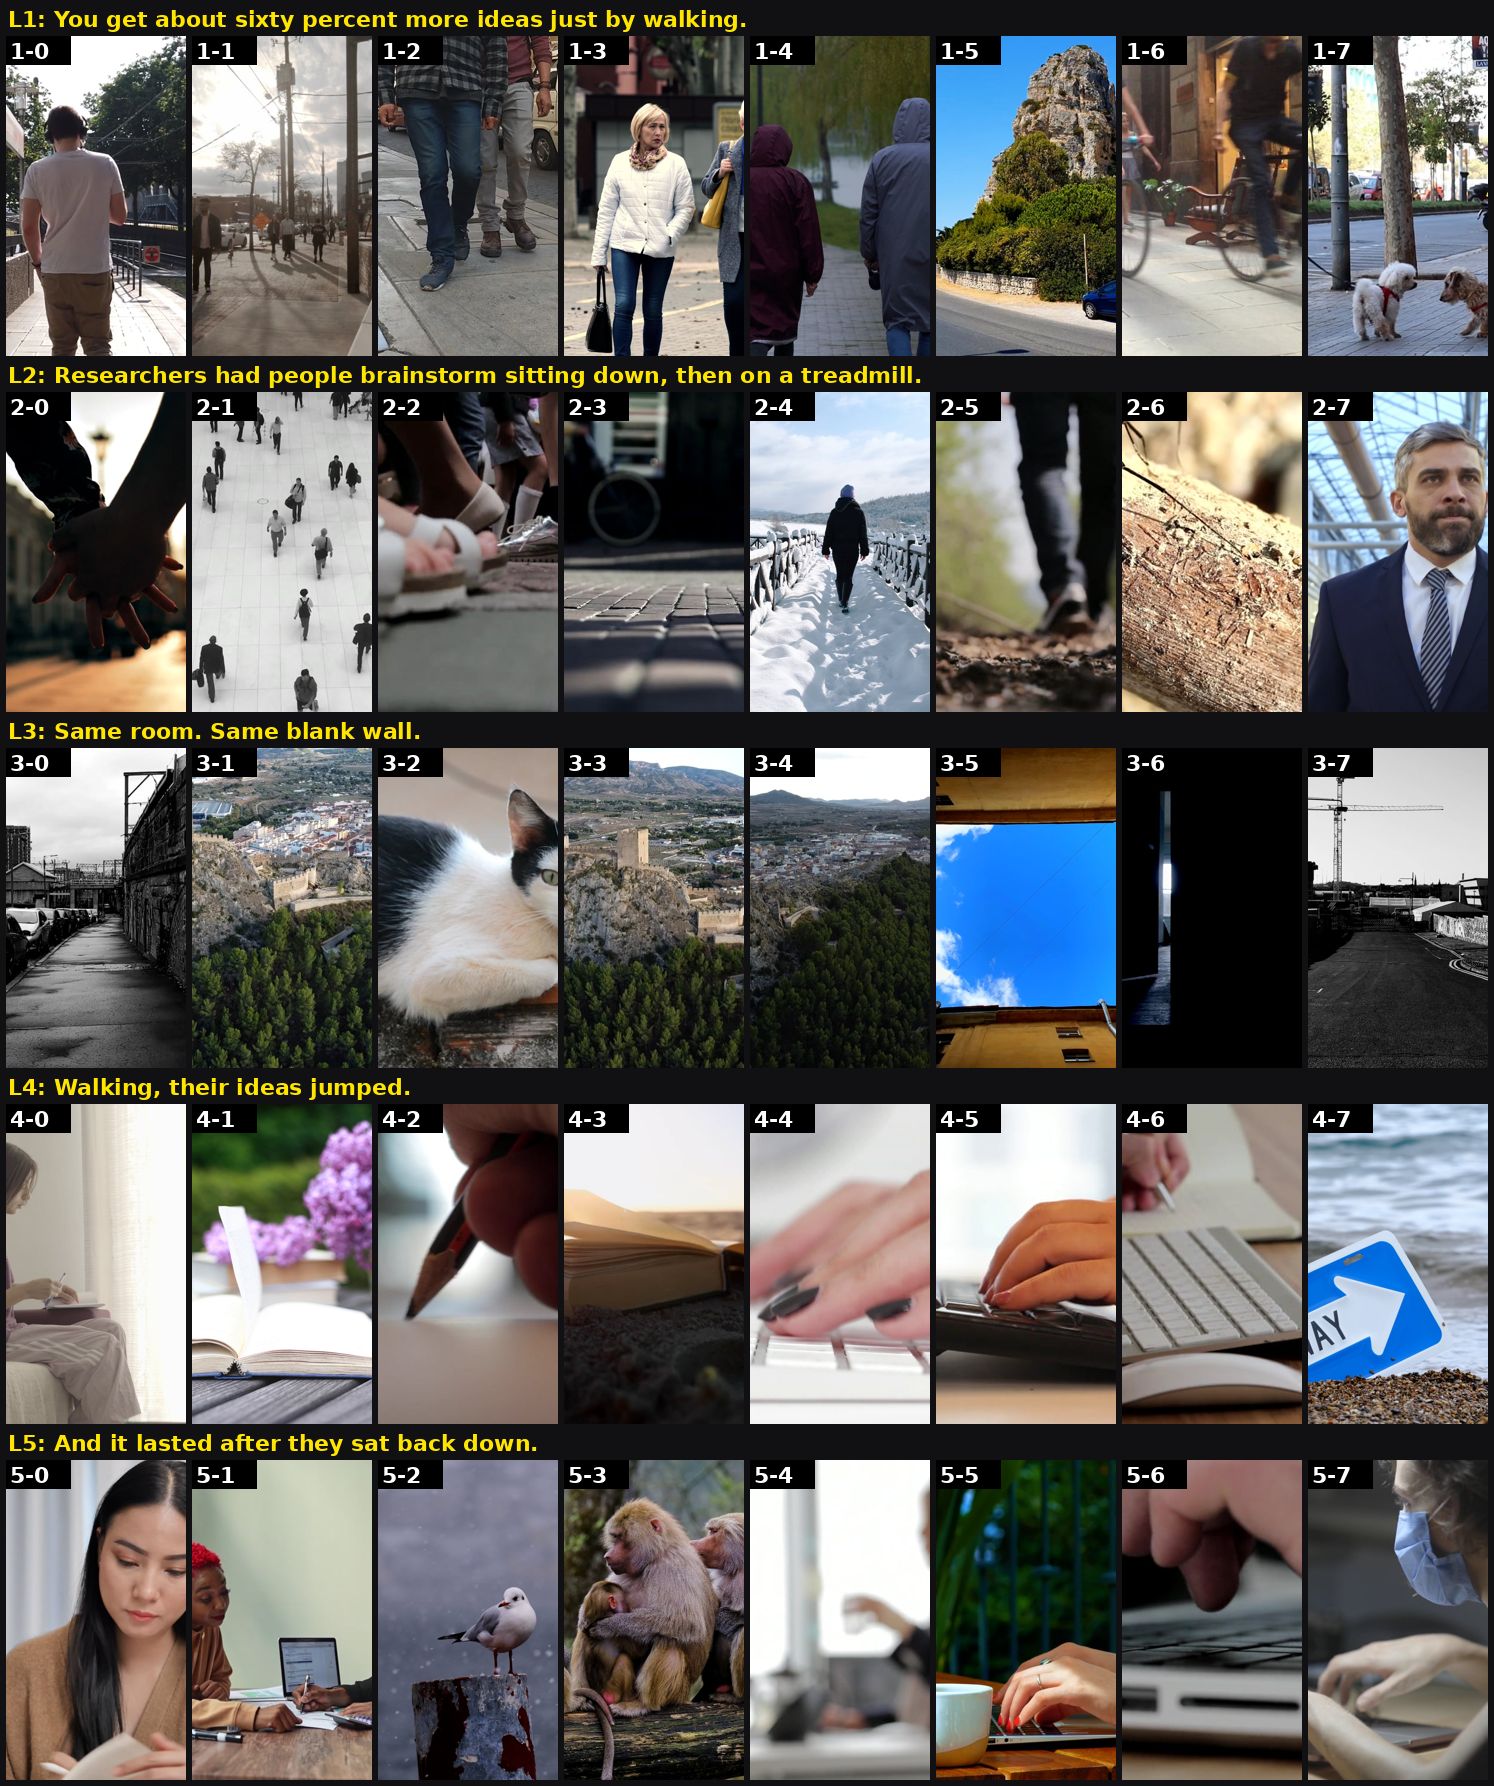 L1: You get about sixty percent more ideas just by walking.
1-0 1-1 1-2 1-3 1-4 1-5 1-6 1-7
L2: Researchers had people brainstorm sitting down, then on a treadmill.
2-0 2-1 2-2 2-3 2-4 2-5 2-6 2-7
L3: Same room. Same blank wall.
3-0 3-1 3-2 3-3 3-4 3-5 3-6 3-7
L4: Walking, their ideas jumped.
4-0 4-1 4-2 4-3 4-4 4-5 4-6 4-7
WAY
L5: And it lasted after they sat back down.
5-0 5-1 5-2 5-3 5-4 5-5 5-6 5-7